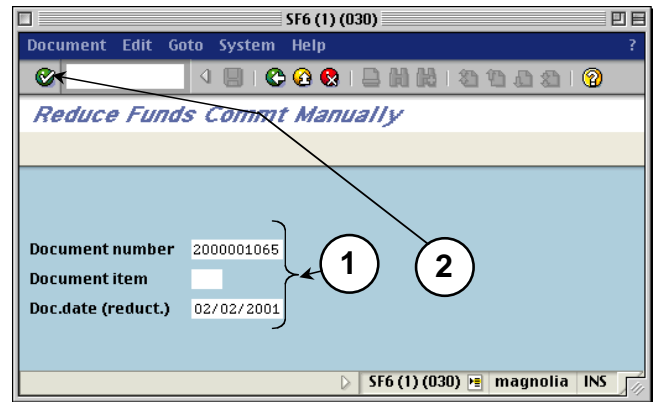 SF6 (1) (030)
Document Edit Goto System Help ?
Reduce Funds Commt Manually
Document number 2000001065
Document item
Doc.date (reduct.) 02/02/2001
1
2
SF6 (1) (030) magnolia INS